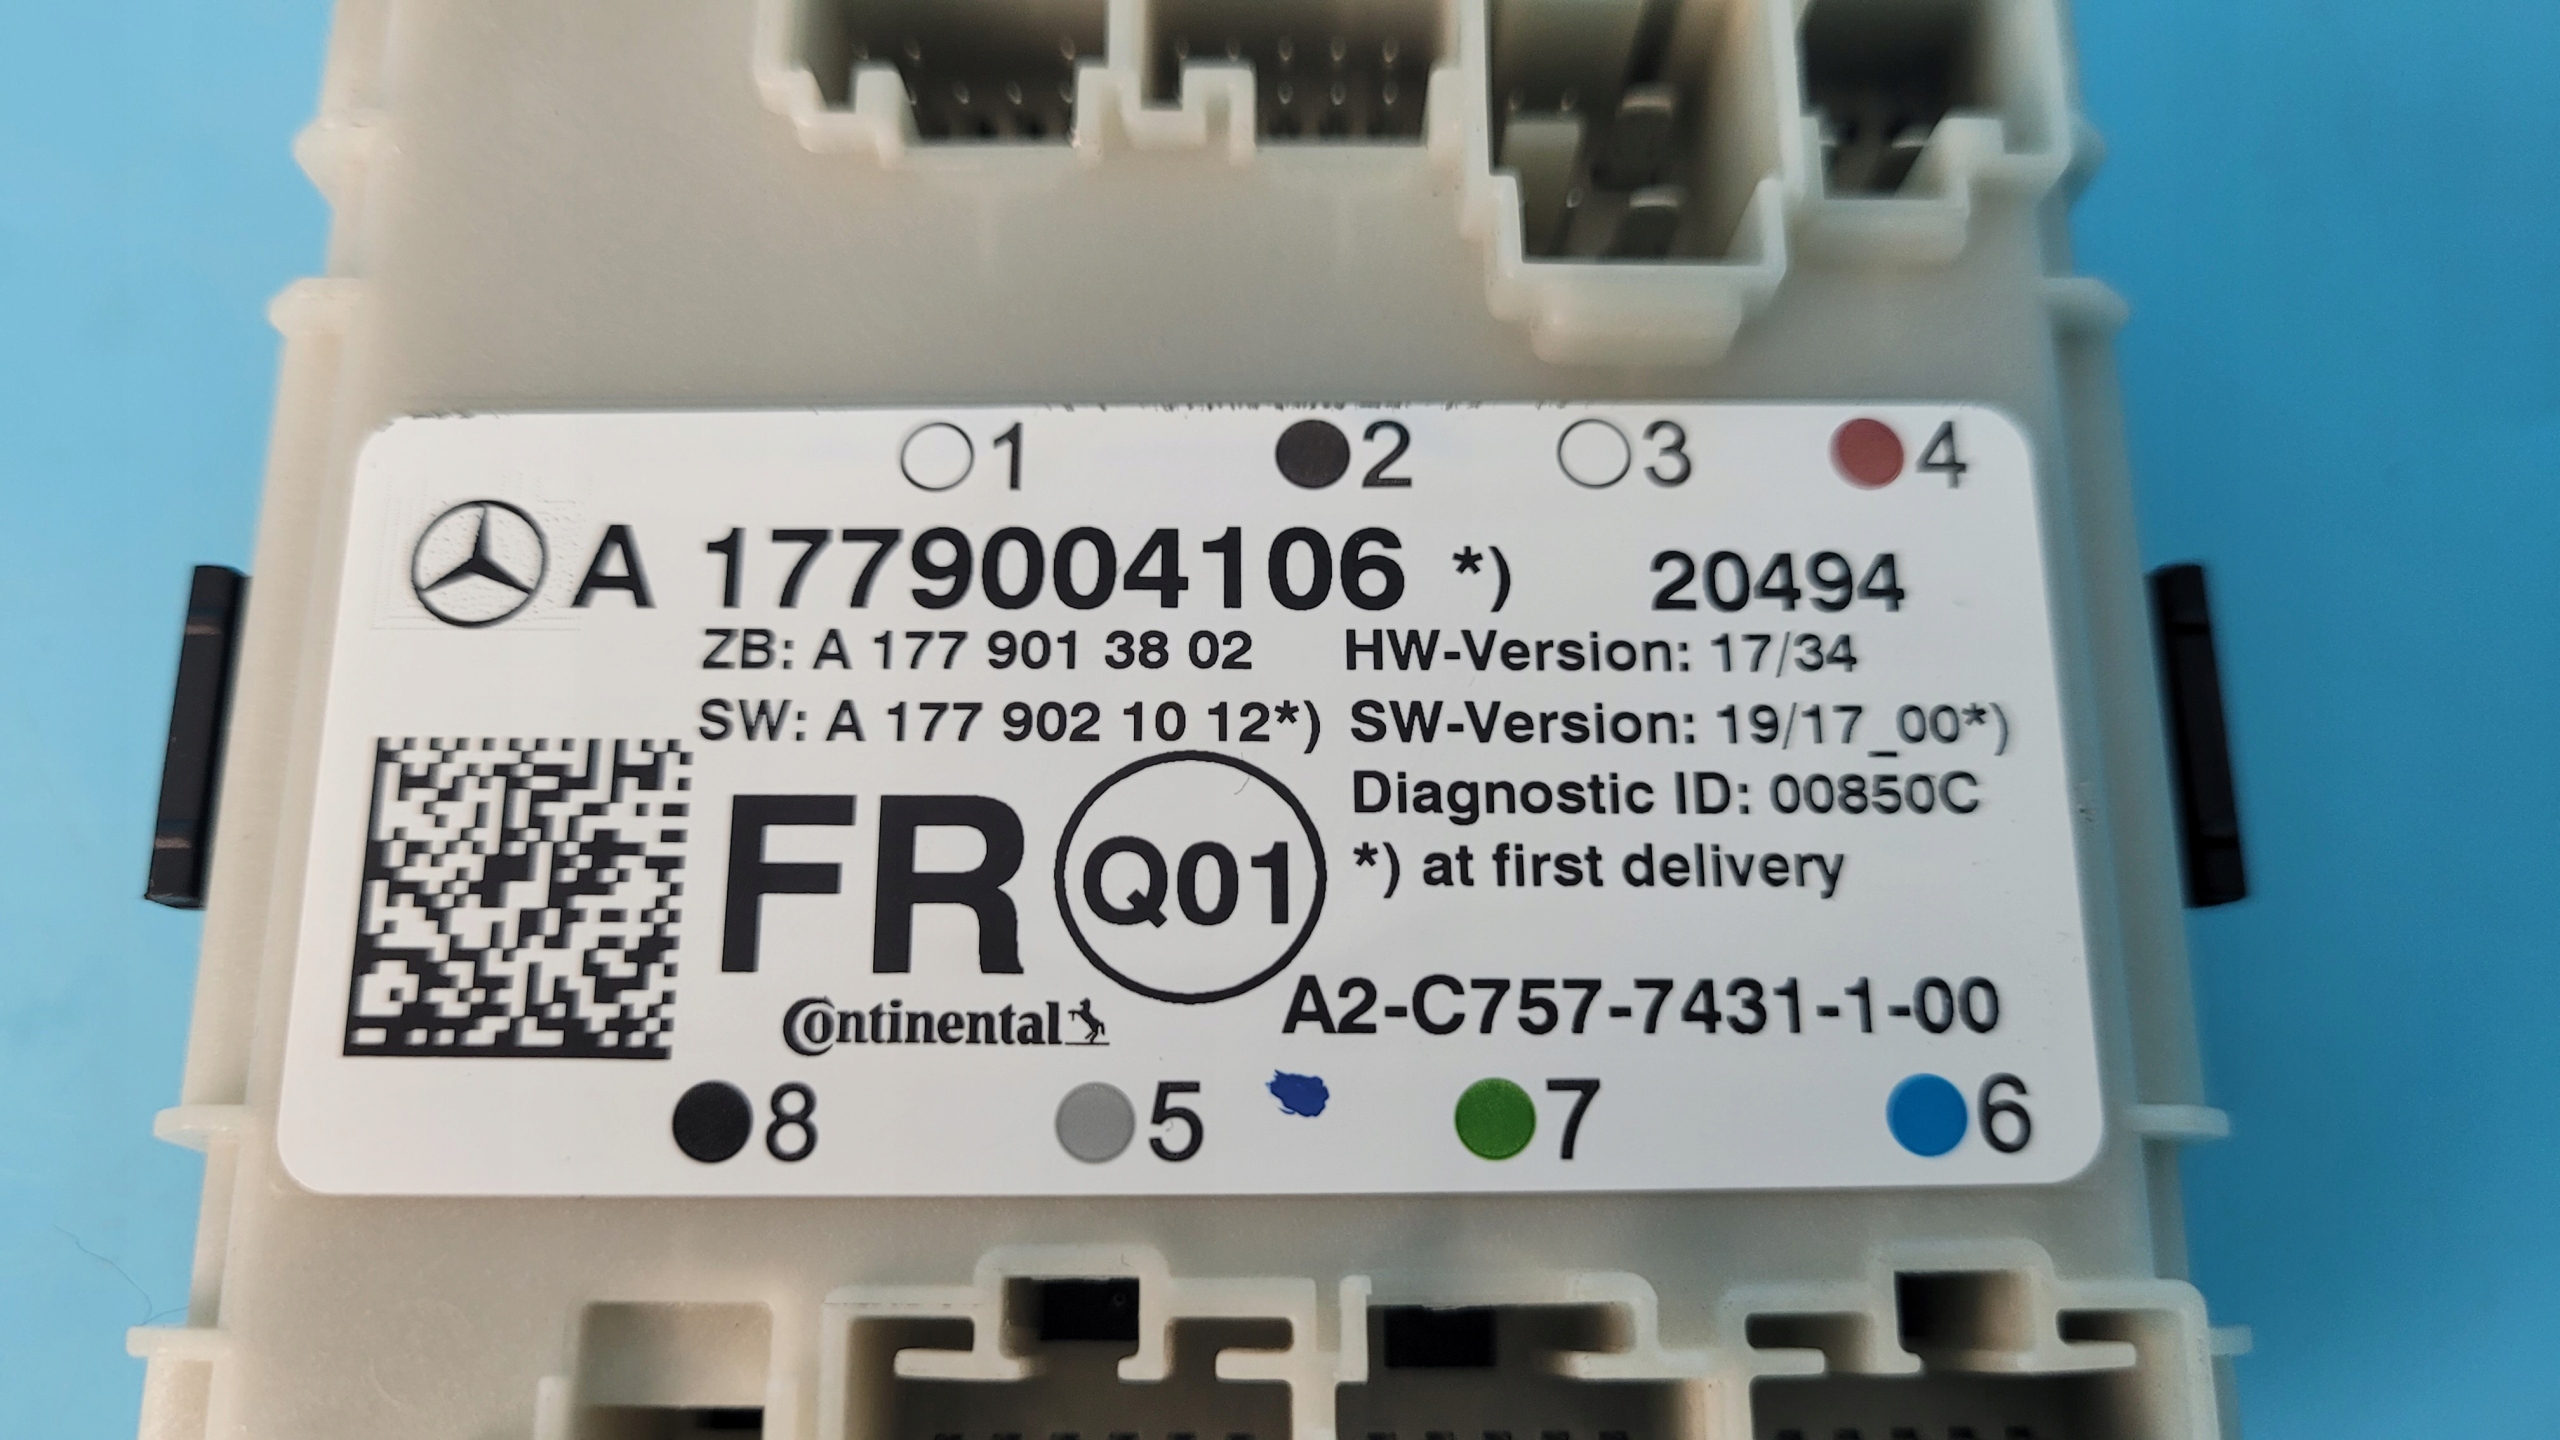 1 2 3 4
A 1779004106 *) 20494
ZB: A 177 901 38 02 HW-Version: 17/34
SW: A 177 902 10 12*) SW-Version: 19/17_00*)
Diagnostic ID: 00850C
FR Q01 *) at first delivery
Continental A2-C757-7431-1-00
8 5 7 6